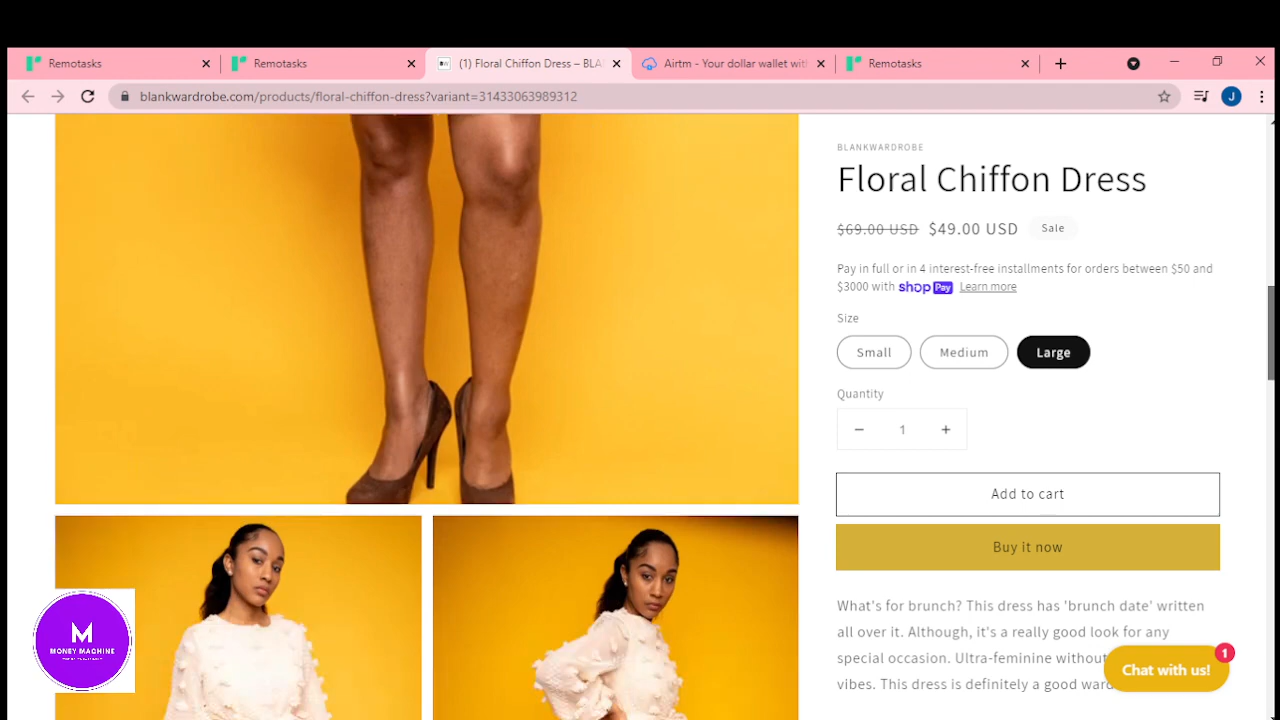 Remotasks
Remotasks
(1) Floral Chiffon Dress – BLA
Airtm - Your dollar wallet wit
Remotasks
blankwardrobe.com/products/floral-chiffon-dress?variant=31433063989312
J
BLANKWARDROBE
Floral Chiffon Dress
$69.00 USD $49.00 USD Sale
Pay in full or in 4 interest-free installments for orders between $50 and
$3000 with shop Pay Learn more
Size
Small Medium Large
Quantity
− 1 +
Add to cart
Buy it now
What's for brunch? This dress has 'brunch date' written
all over it. Although, it's a really good look for any
special occasion. Ultra-feminine without
vibes. This dress is definitely a good
Chat with us!
1
M
MONEY MACHINE